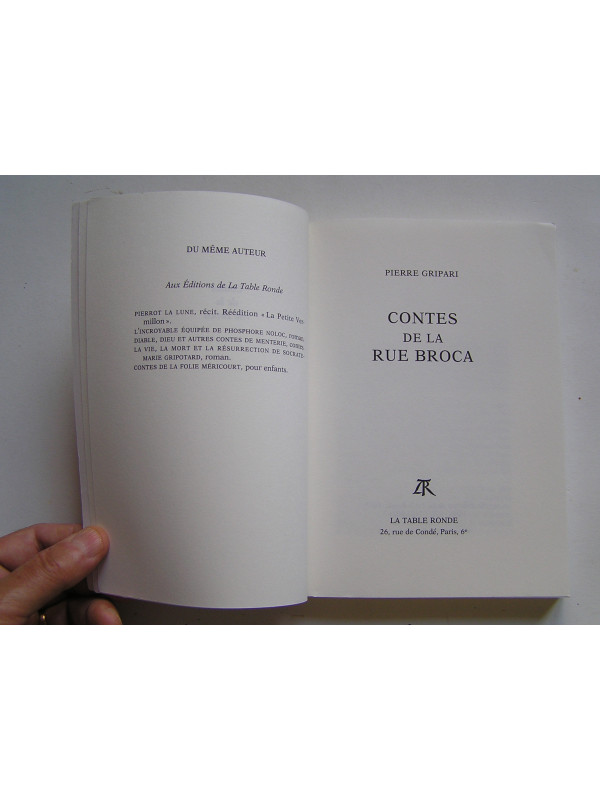 DU MÊME AUTEUR
Aux Éditions de La Table Ronde
PIERROT LA LUNE, récit. Réédition « La Petite Ver-
millon ».
L'INCROYABLE ÉQUIPÉE DE PHOSPHORE NOLOC, roman.
DIABLE, DIEU ET AUTRES CONTES DE MENTERIE, contes.
LA VIE, LA MORT ET LA RÉSURRECTION DE SOCRATE-
MARIE GRIPOTARD, roman.
CONTES DE LA FOLIE MÉRICOURT, pour enfants.
PIERRE GRIPARI
CONTES
DE LA
RUE BROCA
LTR
LA TABLE RONDE
26, rue de Condé, Paris, 6e